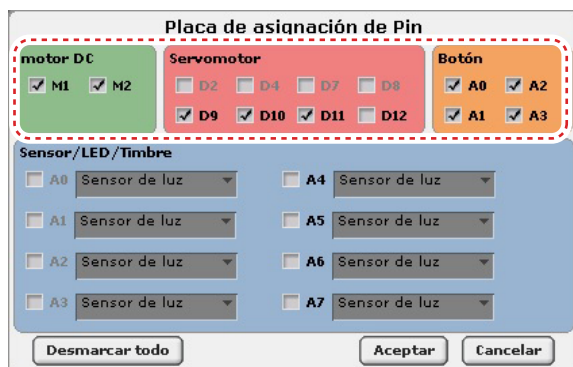 Placa de asignación de Pin
motor DC Servomotor Botón
M1 M2 D2 D4 D7 D8 A0 A2
D9 D10 D11 D12 A1 A3
Sensor/LED/Timbre
A0 Sensor de luz A4 Sensor de luz
A1 Sensor de luz A5 Sensor de luz
A2 Sensor de luz A6 Sensor de luz
A3 Sensor de luz A7 Sensor de luz
Desmarcar todo Aceptar Cancelar